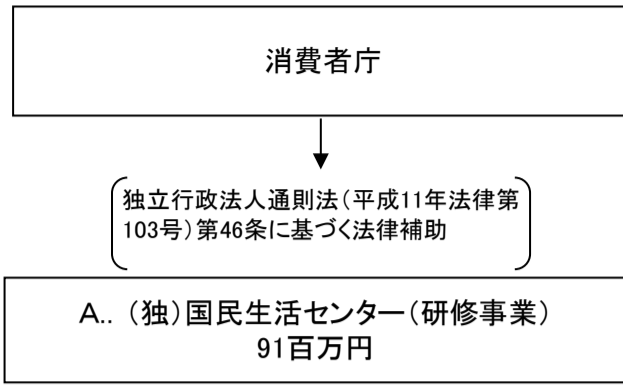 消費者庁
独立行政法人通則法（平成11年法律第
103号）第46条に基づく法律補助
A.. （独）国民生活センター（研修事業）
91百万円